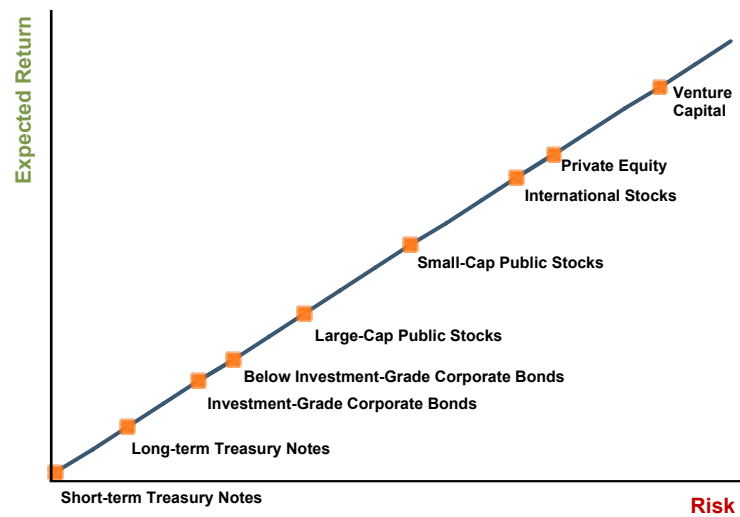 Expected Return
Venture
Capital
Private Equity
International Stocks
Small-Cap Public Stocks
Large-Cap Public Stocks
Below Investment-Grade Corporate Bonds
Investment-Grade Corporate Bonds
Long-term Treasury Notes
Short-term Treasury Notes
Risk